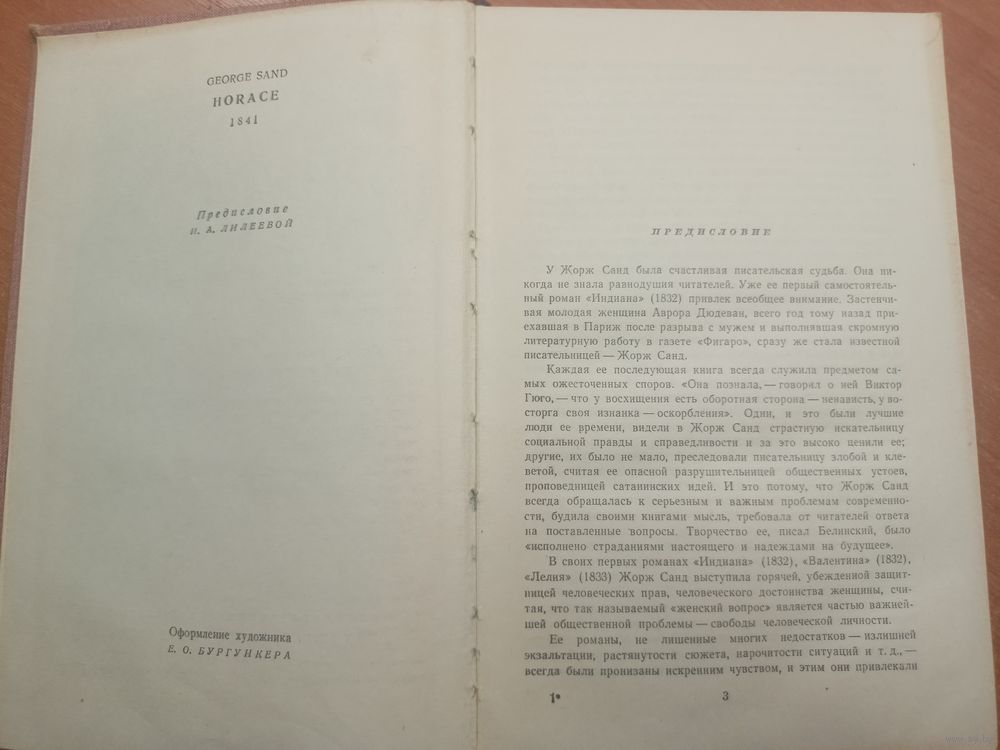 GEORGE SAND
HORACE
1841
Предисловие
И. А. ЛИЛЕЕВОЙ
Оформление художника
Е. О. БУРГУНКЕРА
ПРЕДИСЛОВИЕ
У Жорж Санд была счастливая писательская судьба. Она ни-
когда не знала равнодушия читателей. Уже ее первый самостоятель-
ный роман «Индиана» (1832) привлек всеобщее внимание. Застенчи-
вая молодая женщина Аврора Дюдеван, всего год тому назад при-
ехавшая в Париж после разрыва с мужем и выполнявшая скромную
литературную работу в газете «Фигаро», сразу же стала известной
писательницей — Жорж Санд.
Каждая ее последующая книга всегда служила предметом са-
мых ожесточенных споров. «Она познала, — говорил о ней Виктор
Гюго, — что у восхищения есть оборотная сторона — ненависть, у во-
сторга своя изнанка — оскорбления». Одни, и это были лучшие
люди ее времени, видели в Жорж Санд страстную искательницу
социальной правды и справедливости и за это высоко ценили ее;
другие, их было не мало, преследовали писательницу злобой и кле-
ветой, считая ее опасной разрушительницей общественных устоев,
проповедницей сатанинских идей. И это потому, что Жорж Санд
всегда обращалась к серьезным и важным проблемам современно-
сти, будила своими книгами мысль, требовала от читателей ответа
на поставленные вопросы. Творчество ее, писал Белинский, было
«исполнено страданиями настоящего и надеждами на будущее».
В своих первых романах «Индиана» (1832), «Валентина» (1832),
«Лелия» (1833) Жорж Санд выступила горячей, убежденной защит-
ницей человеческих прав, человеческого достоинства женщины, счи-
тая, что так называемый «женский вопрос» является частью важней-
шей общественной проблемы — свободы человеческой личности.
Ее романы, не лишенные многих недостатков — излишней
экзальтации, растянутости сюжета, нарочитости ситуаций и т. д., —
всегда были пронизаны искренним чувством, и этим они привлекали
1*
3